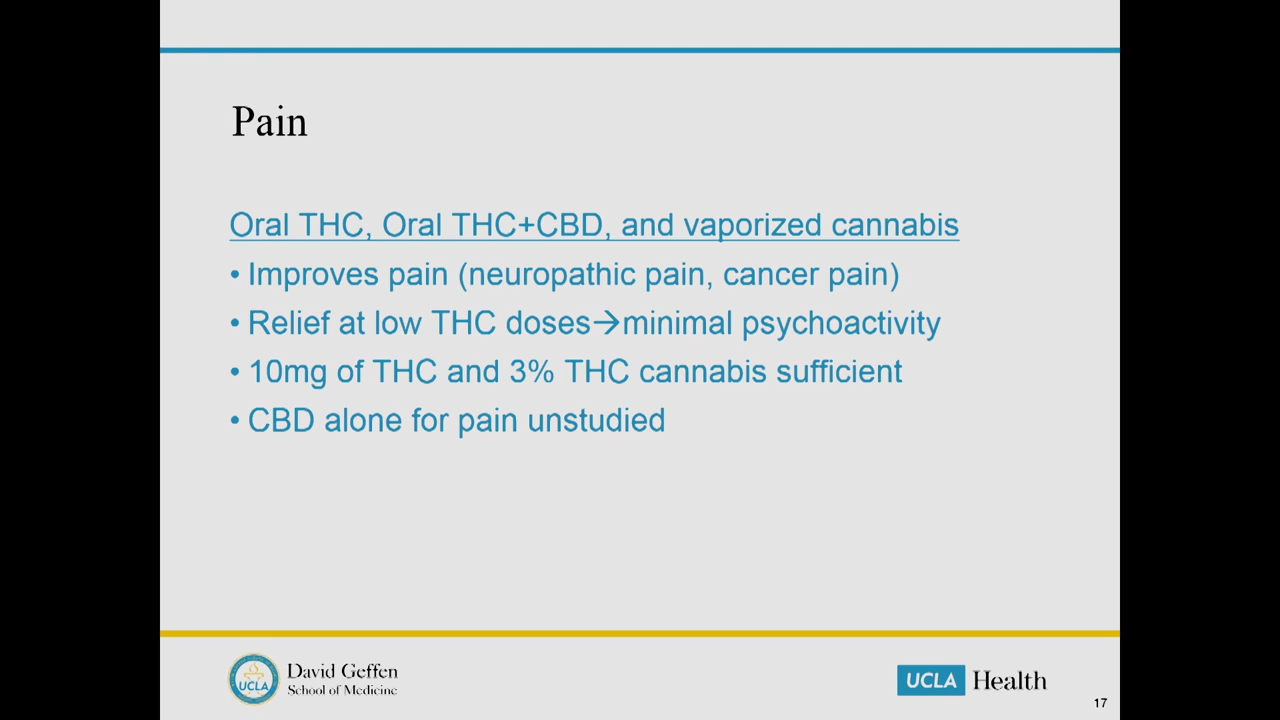 Pain
Oral THC, Oral THC+CBD, and vaporized cannabis
• Improves pain (neuropathic pain, cancer pain)
• Relief at low THC doses→minimal psychoactivity
• 10mg of THC and 3% THC cannabis sufficient
• CBD alone for pain unstudied
UCLA
David Geffen
School of Medicine
UCLA Health
17